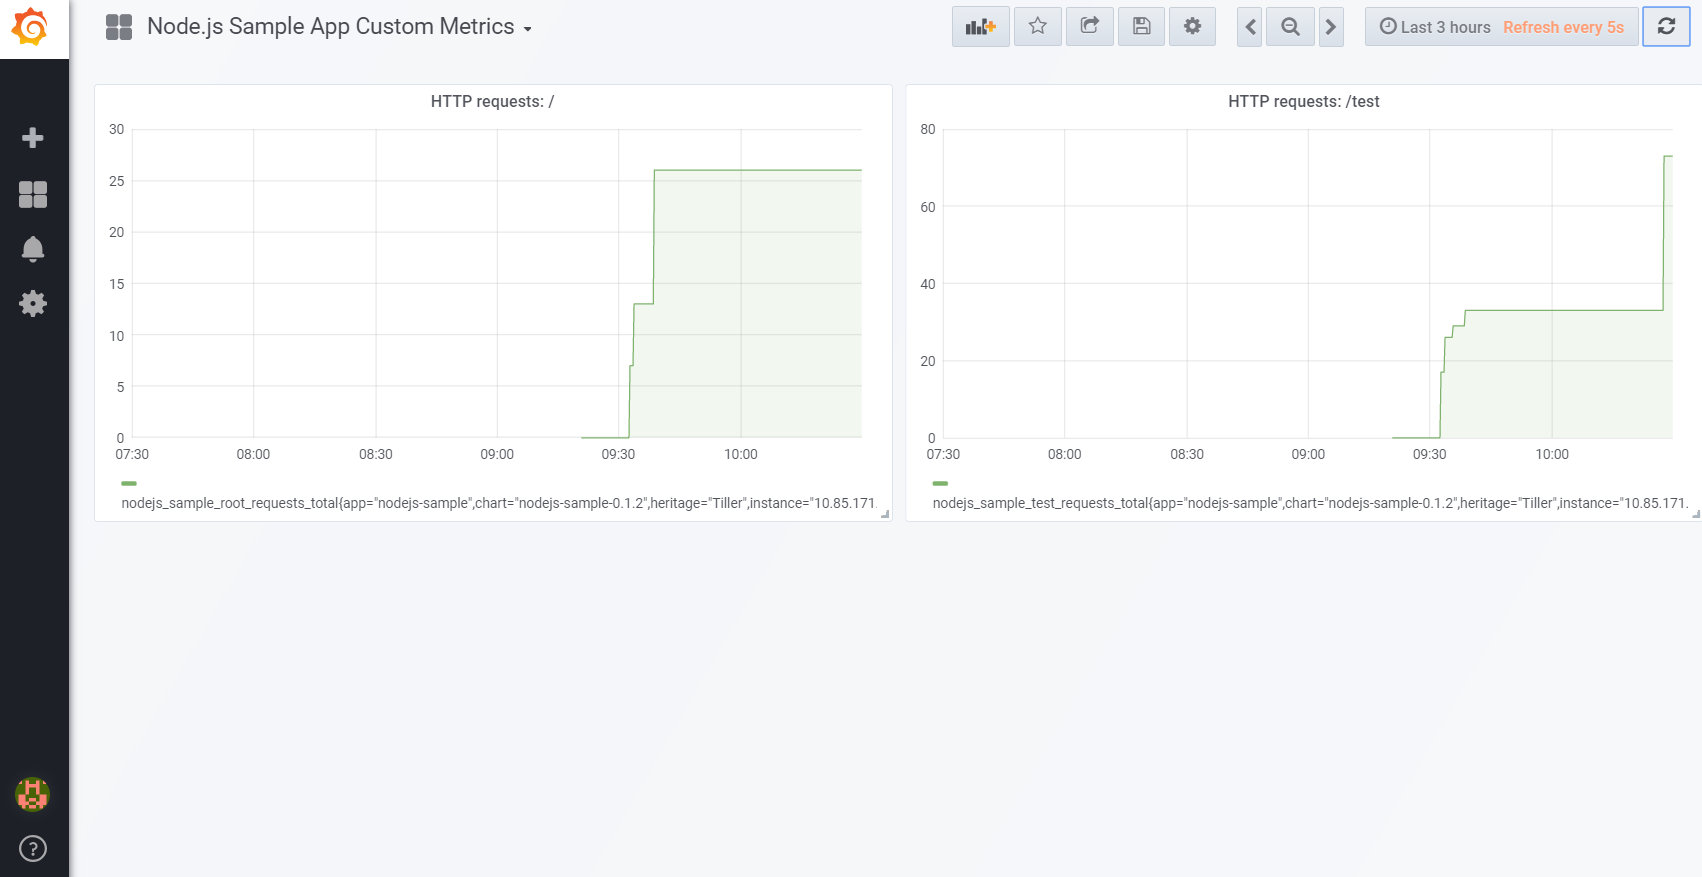 Node.js Sample App Custom Metrics
Last 3 hours Refresh every 5s
HTTP requests: /
30
25
20
15
10
5
0
07:30 08:00 08:30 09:00 09:30 10:00
nodejs_sample_root_requests_total{app="nodejs-sample",chart="nodejs-sample-0.1.2",heritage="Tiller",instance="10.85.171.
HTTP requests: /test
80
60
40
20
0
07:30 08:00 08:30 09:00 09:30 10:00
nodejs_sample_test_requests_total{app="nodejs-sample",chart="nodejs-sample-0.1.2",heritage="Tiller",instance="10.85.171.